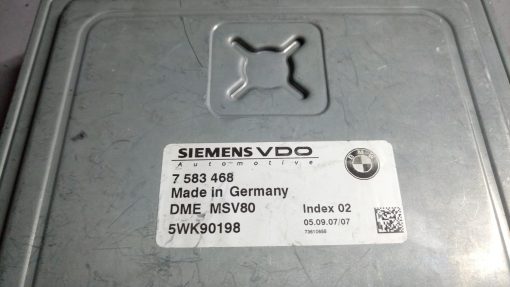 SIEMENS VDO
Automotive
7 583 468
Made in Germany
DME MSV80 Index 02
5WK90198 05.09.07/07